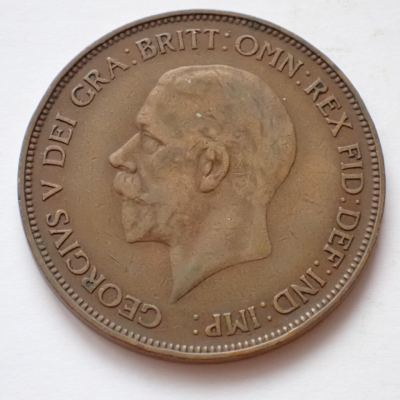 GEORGIVS V DEI GRA: BRITT: OMN: REX FID: DEF: IND: IMP: